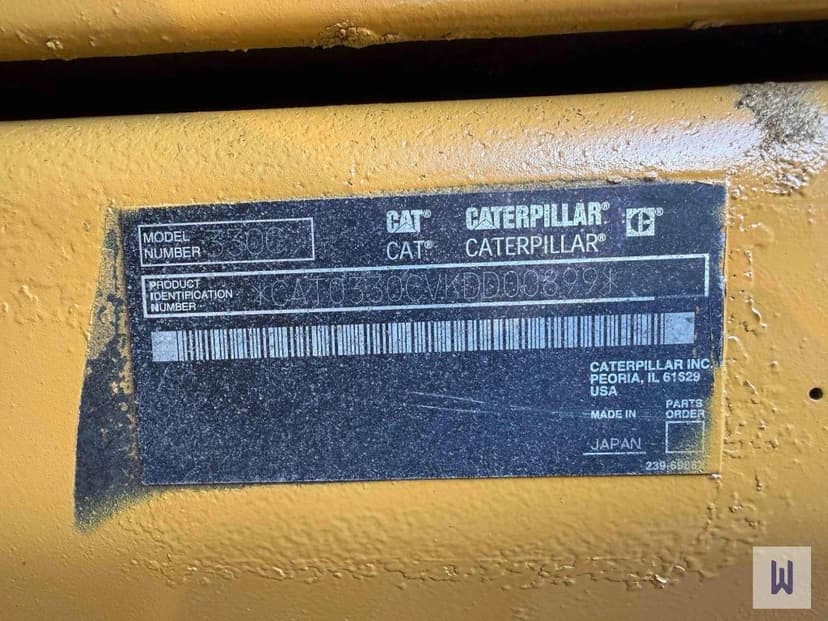 MODEL NUMBER 330C
CAT® CATERPILLAR®
CAT® CATERPILLAR®
PRODUCT IDENTIFICATION NUMBER *CAT0330CVKDD00399*
CATERPILLAR INC.
PEORIA, IL 61629
USA
MADE IN JAPAN
PARTS ORDER
W